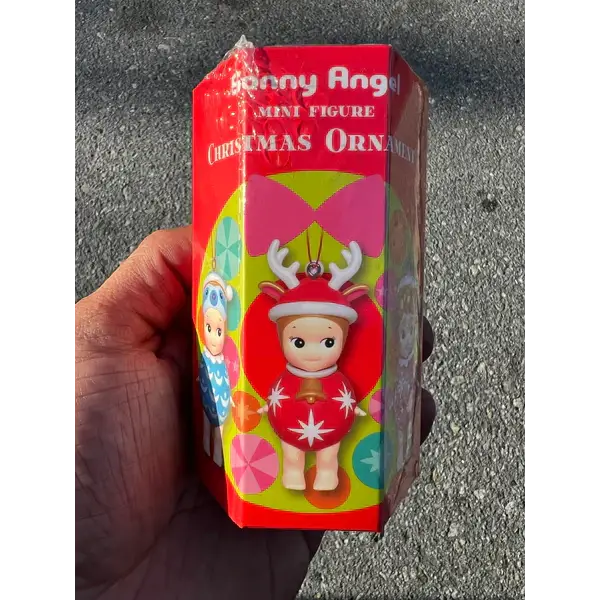 Sonny Angel
MINI FIGURE
CHRISTMAS ORNAMENT